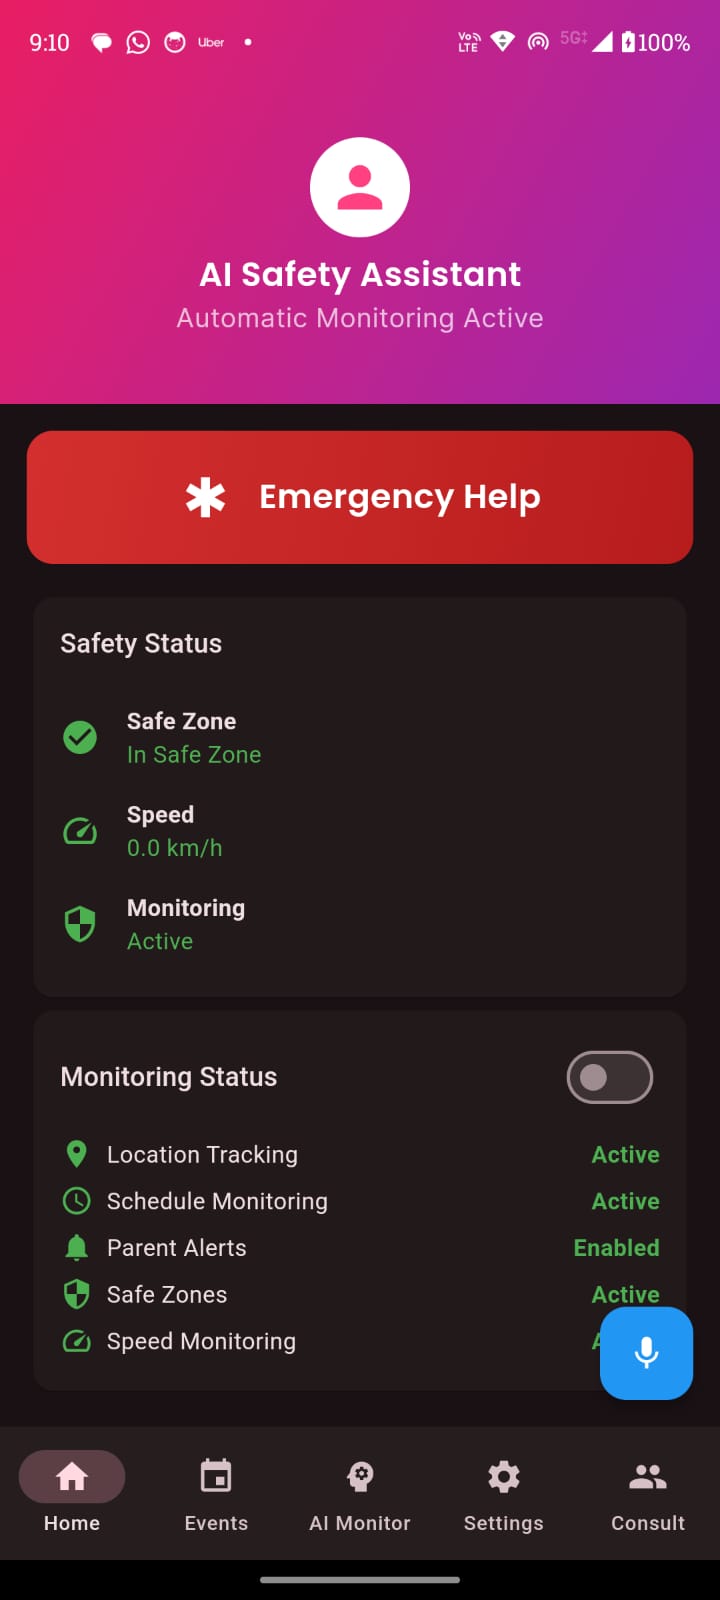 9:10 Uber Vo LTE 5G 100%
AI Safety Assistant
Automatic Monitoring Active
Emergency Help
Safety Status
Safe Zone
In Safe Zone
Speed
0.0 km/h
Monitoring
Active
Monitoring Status
Location Tracking Active
Schedule Monitoring Active
Parent Alerts Enabled
Safe Zones Active
Speed Monitoring
Home Events AI Monitor Settings Consult